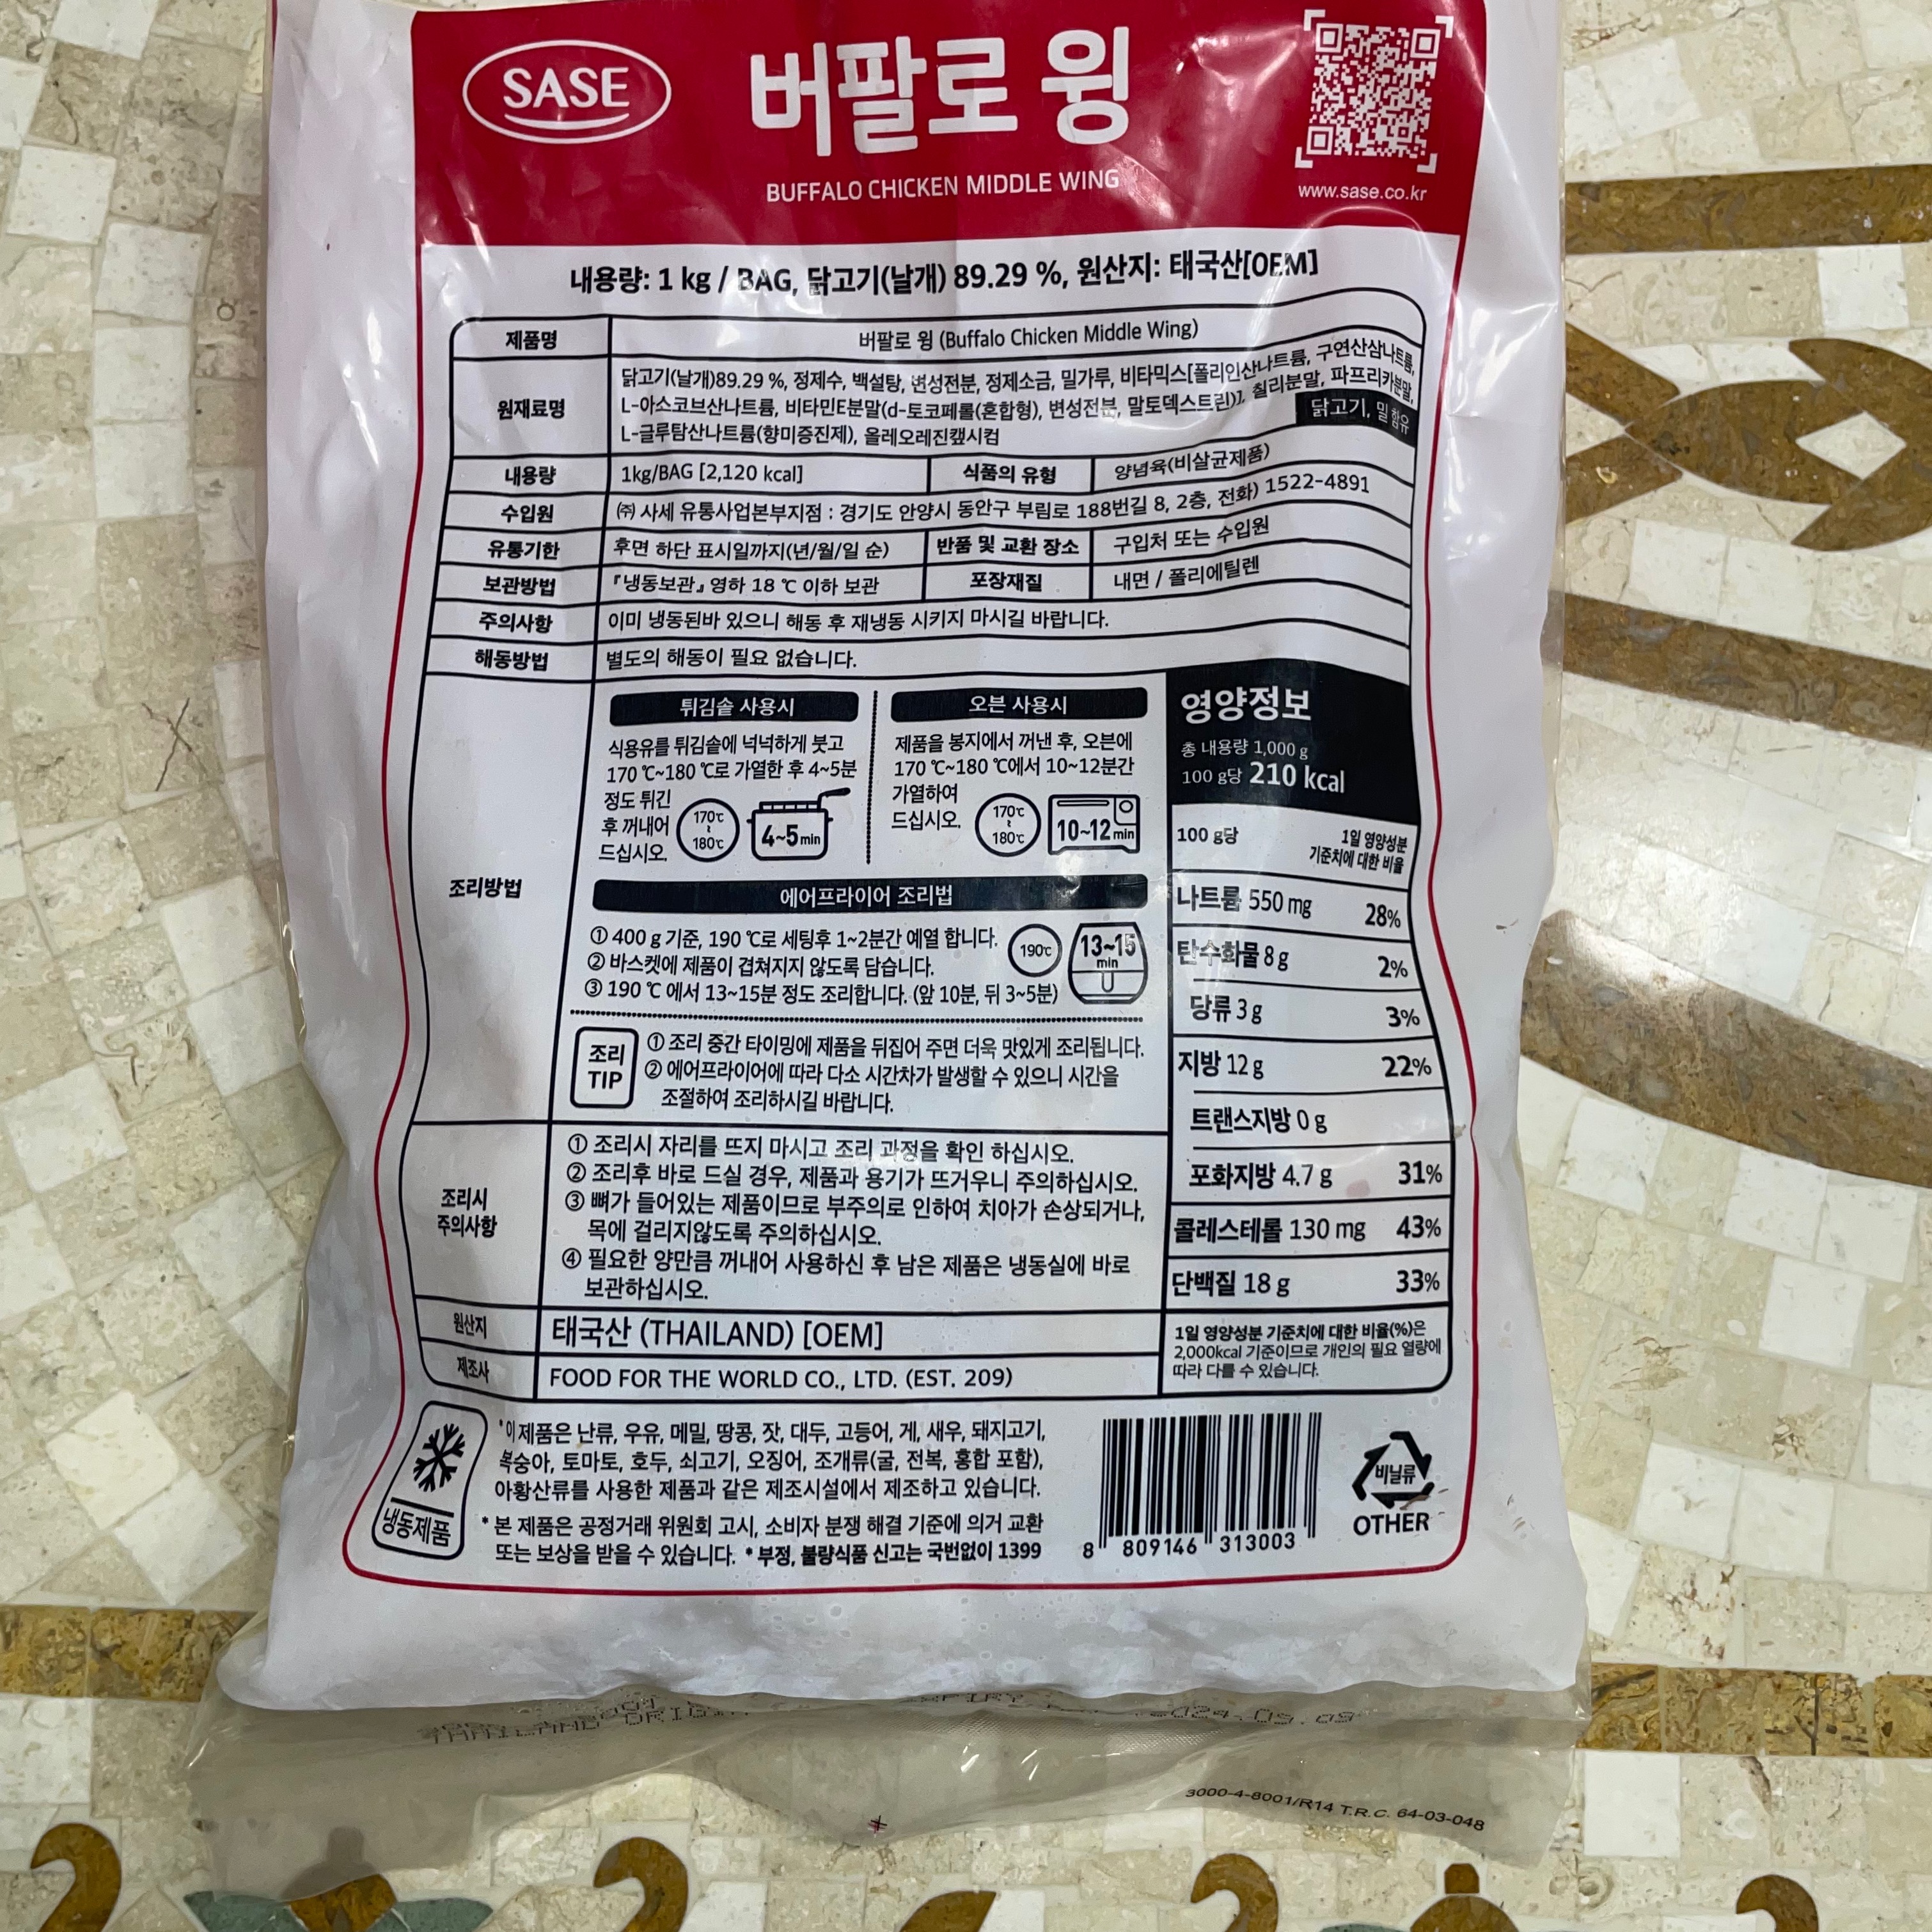 SASE
버팔로 윙
BUFFALO CHICKEN MIDDLE WING
www.sase.co.kr
내용량: 1 kg / BAG, 닭고기(날개) 89.29 %, 원산지: 태국산[OEM]
제품명
버팔로 윙 (Buffalo Chicken Middle Wing)
원재료명
닭고기(날개)89.29 %, 정제수, 백설탕, 변성전분, 정제소금, 밀가루, 비타믹스[폴리인산나트륨, 구연산삼나트륨,
L-아스코브산나트륨, 비타민E분말(d-토코페롤(혼합형), 변성전분, 말토덱스트린)], 칠리분말, 파프리카분말,
L-글루탐산나트륨(향미증진제), 올레오레진캪시컴
닭고기, 밀 함유
내용량
1kg/BAG [2,120 kcal]
식품의 유형
양념육(비살균제품)
수입원
㈜ 사세 유통사업본부지점 : 경기도 안양시 동안구 부림로 188번길 8, 2층, 전화) 1522-4891
유통기한
후면 하단 표시일까지(년/월/일 순)
반품 및 교환 장소
구입처 또는 수입원
보관방법
『냉동보관』 영하 18 ℃ 이하 보관
포장재질
내면 / 폴리에틸렌
주의사항
이미 냉동된바 있으니 해동 후 재냉동 시키지 마시길 바랍니다.
해동방법
별도의 해동이 필요 없습니다.
조리방법
튀김솥 사용시
식용유를 튀김솥에 넉넉하게 붓고
170 ℃~180 ℃로 가열한 후 4~5분
정도 튀긴
후 꺼내어
드십시오.
170℃
~
180℃
4~5 min
오븐 사용시
제품을 봉지에서 꺼낸 후, 오븐에
170 ℃~180 ℃에서 10~12분간
가열하여
드십시오.
170℃
~
180℃
10~12 min
에어프라이어 조리법
① 400 g 기준, 190 ℃로 세팅후 1~2분간 예열 합니다.
② 바스켓에 제품이 겹쳐지지 않도록 담습니다.
③ 190 ℃ 에서 13~15분 정도 조리합니다. (앞 10분, 뒤 3~5분)
190℃
13~15
min
조리
TIP
① 조리 중간 타이밍에 제품을 뒤집어 주면 더욱 맛있게 조리됩니다.
② 에어프라이어에 따라 다소 시간차가 발생할 수 있으니 시간을
조절하여 조리하시길 바랍니다.
영양정보
총 내용량 1,000 g
100 g당 210 kcal
100 g당
1일 영양성분
기준치에 대한 비율
나트륨 550 mg 28%
탄수화물 8 g 2%
당류 3 g 3%
지방 12 g 22%
트랜스지방 0 g
포화지방 4.7 g 31%
콜레스테롤 130 mg 43%
단백질 18 g 33%
1일 영양성분 기준치에 대한 비율(%)은
2,000kcal 기준이므로 개인의 필요 열량에
따라 다를 수 있습니다.
조리시
주의사항
① 조리시 자리를 뜨지 마시고 조리 과정을 확인 하십시오.
② 조리후 바로 드실 경우, 제품과 용기가 뜨거우니 주의하십시오.
③ 뼈가 들어있는 제품이므로 부주의로 인하여 치아가 손상되거나,
목에 걸리지않도록 주의하십시오.
④ 필요한 양만큼 꺼내어 사용하신 후 남은 제품은 냉동실에 바로
보관하십시오.
원산지
태국산 (THAILAND) [OEM]
제조사
FOOD FOR THE WORLD CO., LTD. (EST. 209)
냉동제품
*이 제품은 난류, 우유, 메밀, 땅콩, 잣, 대두, 고등어, 게, 새우, 돼지고기,
복숭아, 토마토, 호두, 쇠고기, 오징어, 조개류(굴, 전복, 홍합 포함),
아황산류를 사용한 제품과 같은 제조시설에서 제조하고 있습니다.
* 본 제품은 공정거래 위원회 고시, 소비자 분쟁 해결 기준에 의거 교환
또는 보상을 받을 수 있습니다. * 부정, 불량식품 신고는 국번없이 1399
8 809146 313003
비닐류
OTHER
2024.05.09
THAILAND
3000-4-8001/R14 T.R.C. 64-03-048